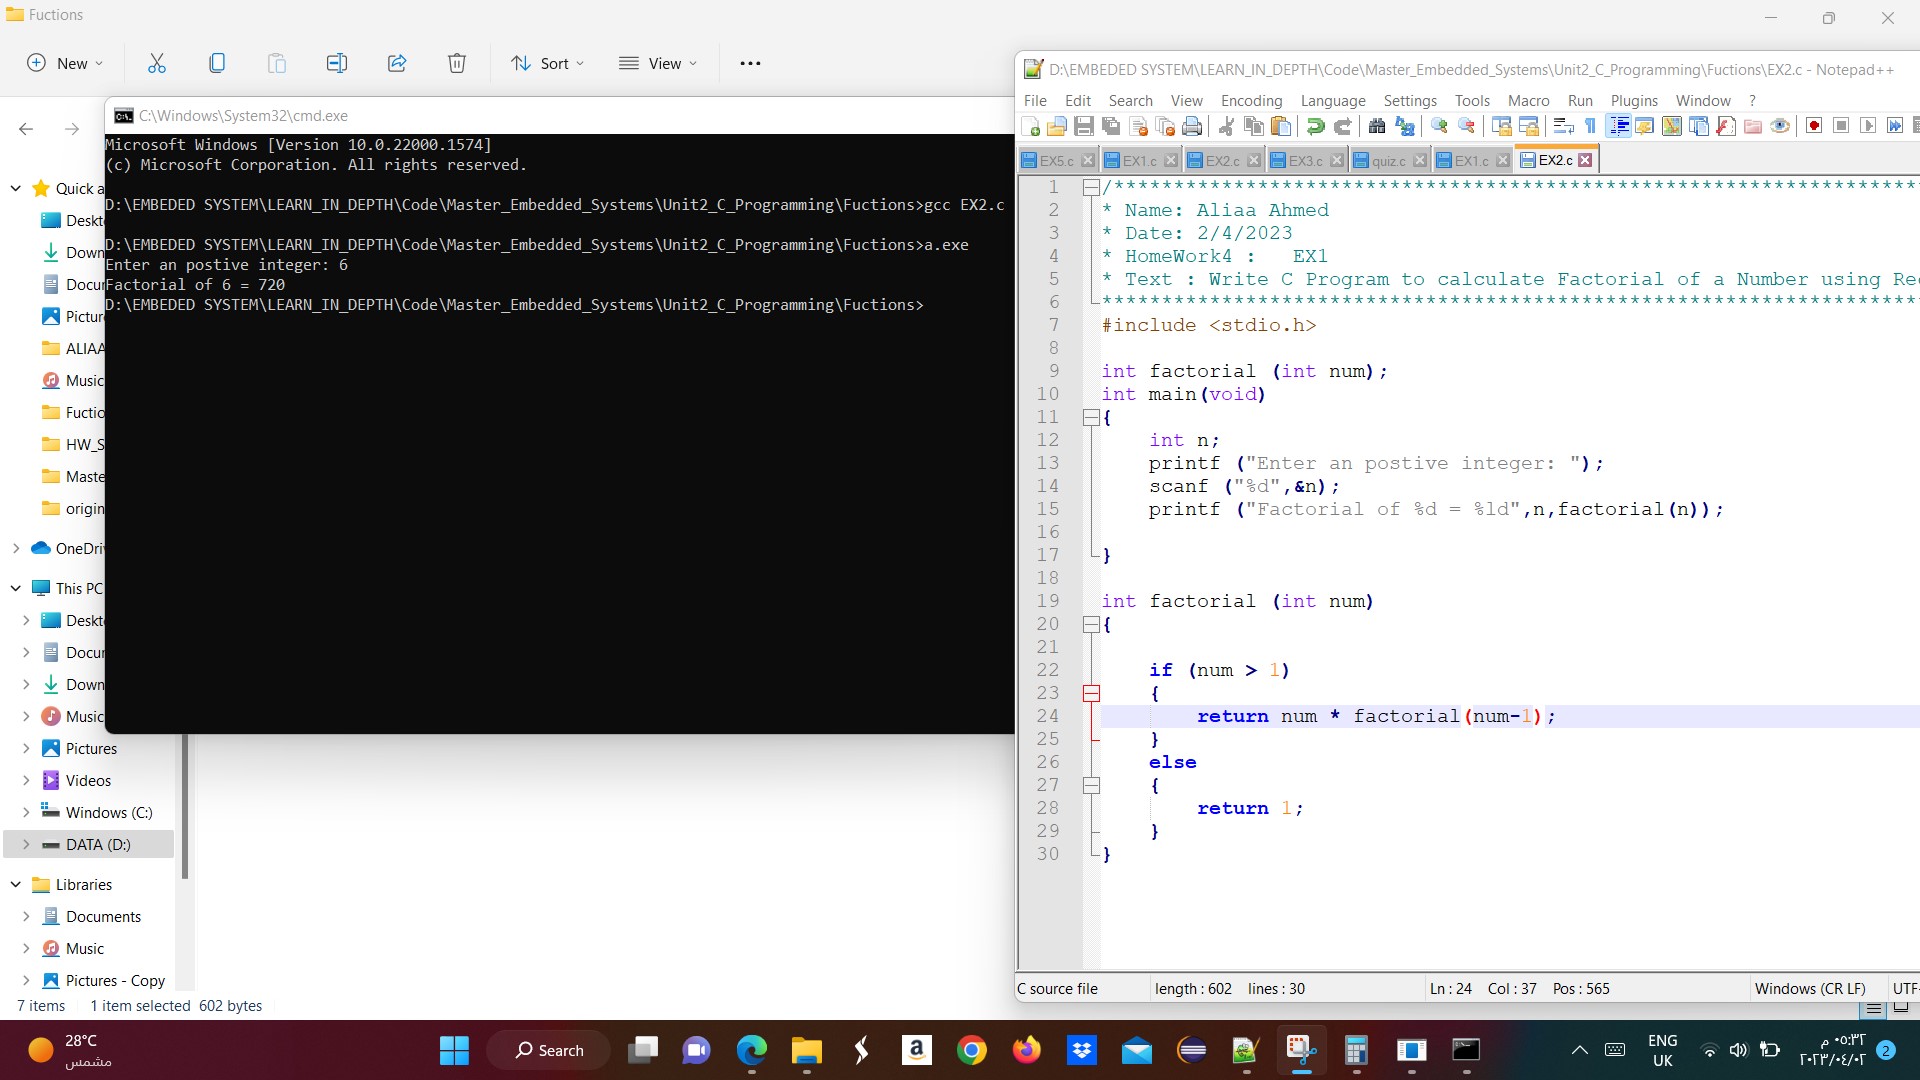 Fuctions
New
Sort
View
Quick a
Deskt
Down
Docur
Pictur
ALIAA
Music
Fuctio
HW_S
Maste
origin
OneDri
This PC
Deskt
Docur
Down
Music
Pictures
Videos
Windows (C:)
DATA (D:)
Libraries
Documents
Music
Pictures - Copy
7 items 1 item selected 602 bytes
C:\Windows\System32\cmd.exe
Microsoft Windows [Version 10.0.22000.1574]
(c) Microsoft Corporation. All rights reserved.
D:\EMBEDED SYSTEM\LEARN_IN_DEPTH\Code\Master_Embedded_Systems\Unit2_C_Programming\Fuctions>gcc EX2.c
D:\EMBEDED SYSTEM\LEARN_IN_DEPTH\Code\Master_Embedded_Systems\Unit2_C_Programming\Fuctions>a.exe
Enter an postive integer: 6
Factorial of 6 = 720
D:\EMBEDED SYSTEM\LEARN_IN_DEPTH\Code\Master_Embedded_Systems\Unit2_C_Programming\Fuctions>
D:\EMBEDED SYSTEM\LEARN_IN_DEPTH\Code\Master_Embedded_Systems\Unit2_C_Programming\Fuctions\EX2.c - Notepad++
File Edit Search View Encoding Language Settings Tools Macro Run Plugins Window ?
EX5.c EX1.c EX2.c EX3.c quiz.c EX1.c EX2.c
1 /********************************************************************
2 * Name: Aliaa Ahmed
3 * Date: 2/4/2023
4 * HomeWork4 : EX1
5 * Text : Write C Program to calculate Factorial of a Number using Rec
6 ********************************************************************
7 #include <stdio.h>
8
9 int factorial (int num);
10 int main(void)
11 {
12 int n;
13 printf ("Enter an postive integer: ");
14 scanf ("%d",&n);
15 printf ("Factorial of %d = %ld",n,factorial(n));
16
17 }
18
19 int factorial (int num)
20 {
21
22 if (num > 1)
23 {
24 return num * factorial(num-1);
25 }
26 else
27 {
28 return 1;
29 }
30 }
C source file length : 602 lines : 30 Ln : 24 Col : 37 Pos : 565 Windows (CR LF) UTF-
28°C
مشمس
Search
ENG
UK
٠٥:٣٢ م
٢٠٢٣/٠٤/٠٢
2